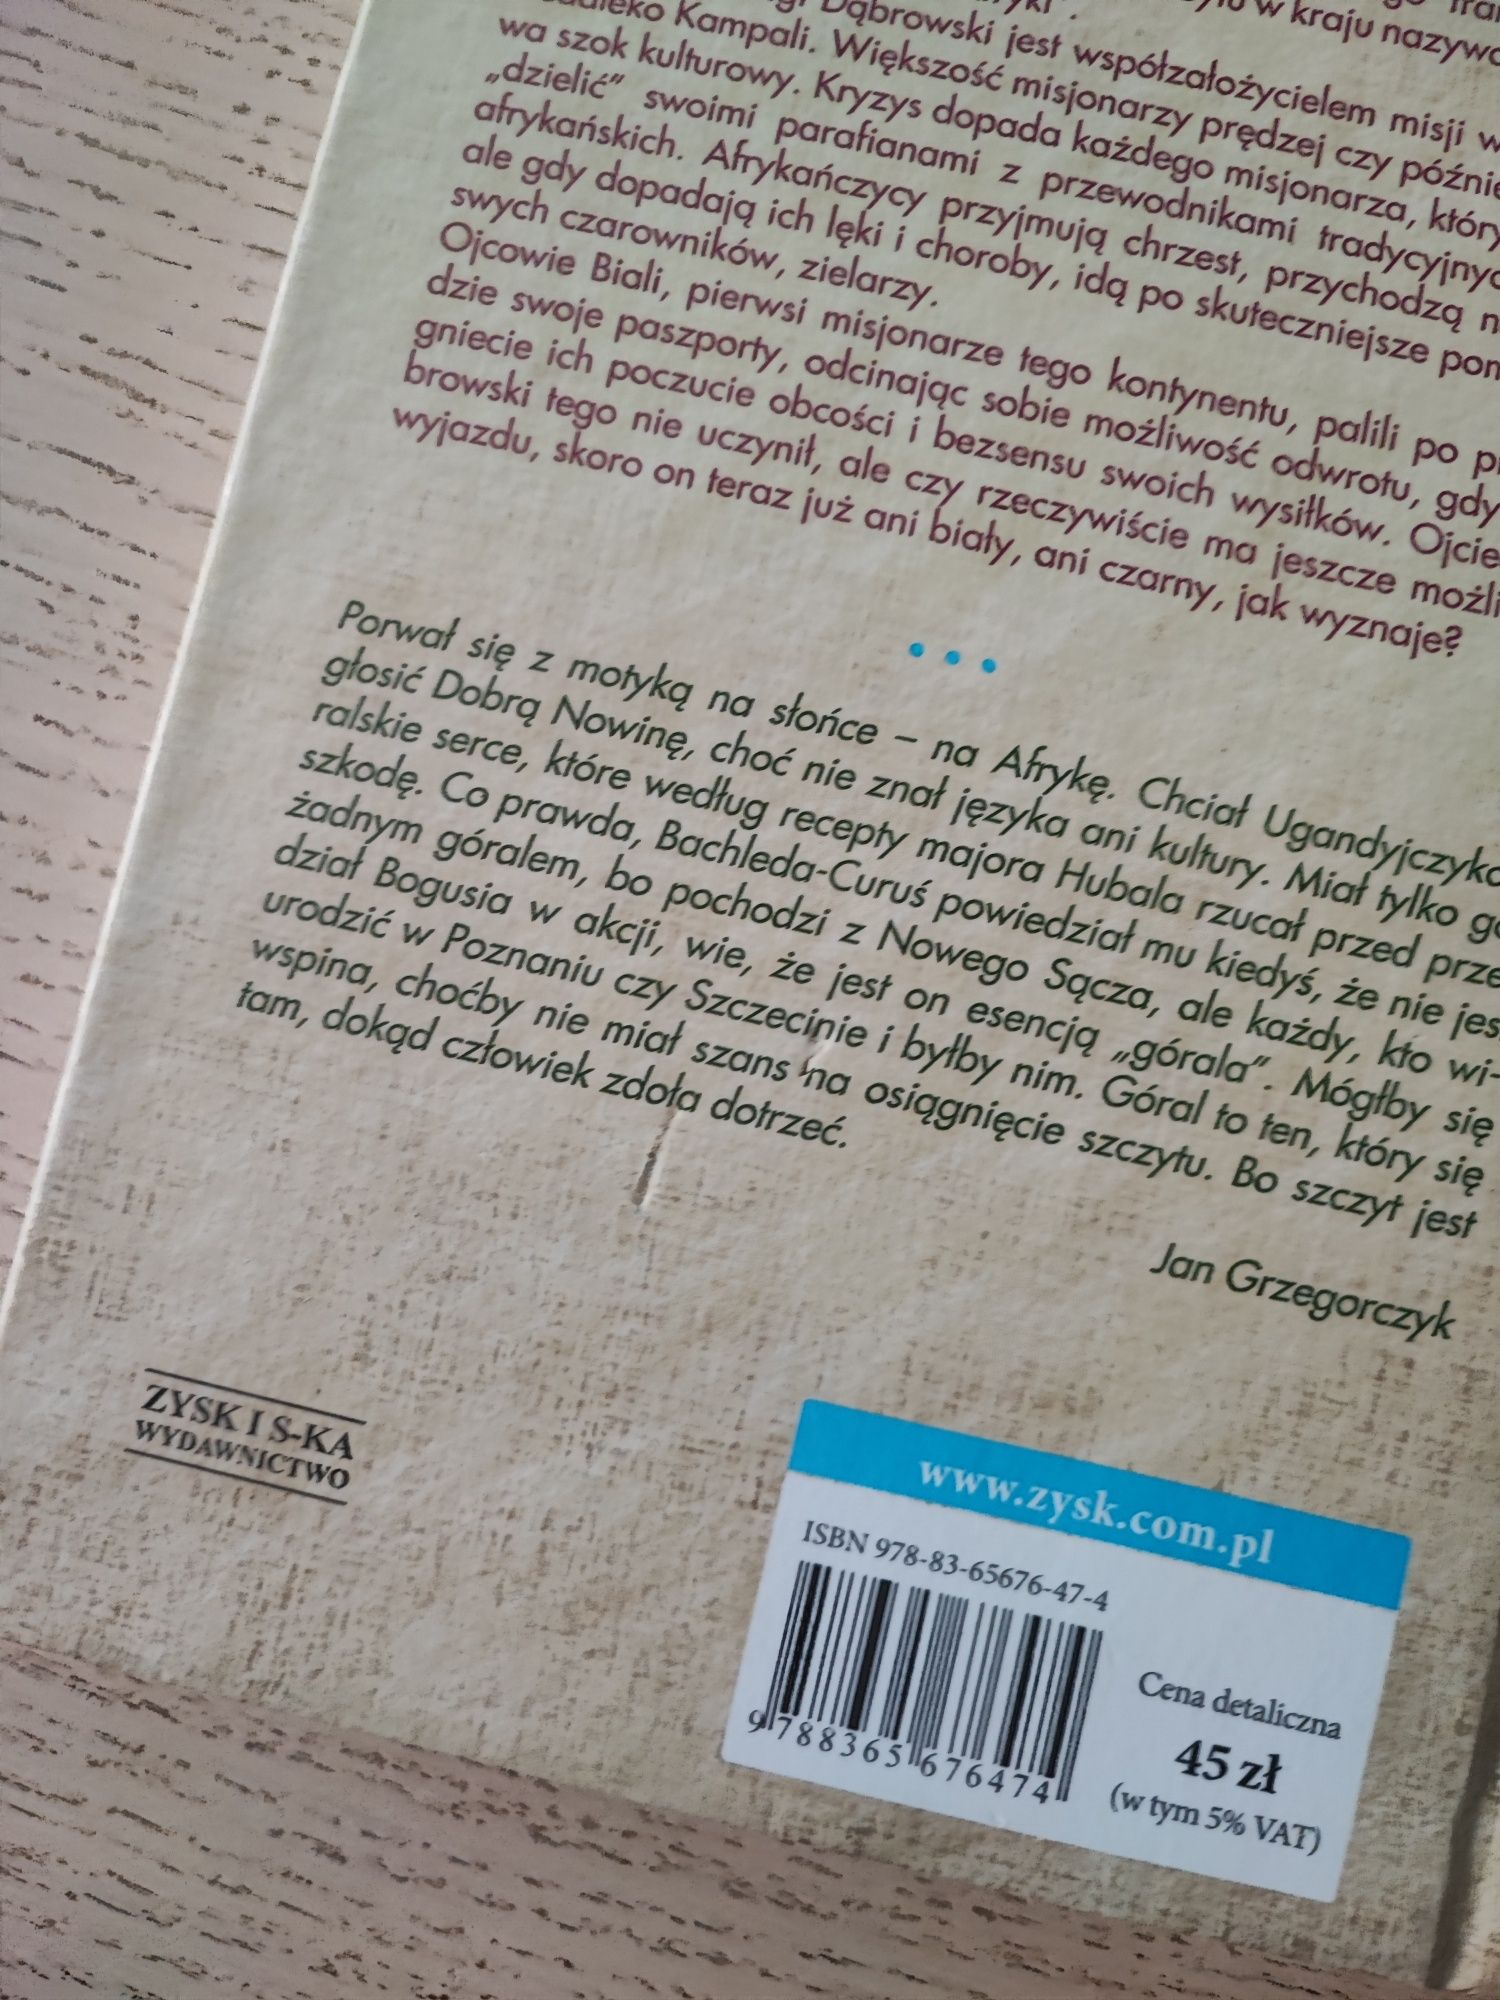 Dąbrowski jest współzałożycielem misji w
Kampali. Większość misjonarzy prędzej czy
wa szok kulturowy. Kryzys dopada każdego misjonarza,
„dzielić” swoimi parafianami z przewodnikami
afrykańskich. Afrykańczycy przyjmują chrzest, przychodzą
ale gdy dopadają ich lęki i choroby, idą po skuteczniejsze
swych czarowników, zielarzy.
Ojcowie Biali, pierwsi misjonarze tego kontynentu, palili po
dzie swoje paszporty, odcinając sobie możliwość odwrotu, gdy
gniecie ich poczucie obcości i bezsensu swoich wysiłków.
browski tego nie uczynił, ale czy rzeczywiście ma jeszcze
wyjazdu, skoro on teraz już ani biały, ani czarny, jak wyznaje?
• • •
Porwał się z motyką na słońce – na Afrykę. Chciał
głosić Dobrą Nowinę, choć nie znał języka ani kultury. Miał tylko
ralskie serce, które według recepty majora Hubala rzucał przed
szkodę. Co prawda, Bachleda-Curuś powiedział mu kiedyś, że nie
żadnym góralem, bo pochodzi z Nowego Sącza, ale każdy, kto wi-
dział Bogusia w akcji, wie, że jest on esencją „górala”. Mógłby się
urodzić w Poznaniu czy Szczecinie i byłby nim. Góral to ten, który się
wspina, choćby nie miał szans na osiągnięcie szczytu. Bo szczyt jest
tam, dokąd człowiek zdoła dotrzeć.
Jan Grzegorczyk
ZYSK I S-KA
WYDAWNICTWO
www.zysk.com.pl
ISBN 978-83-65676-47-4
9 788365 676474
Cena detaliczna
45 zł
(w tym 5% VAT)